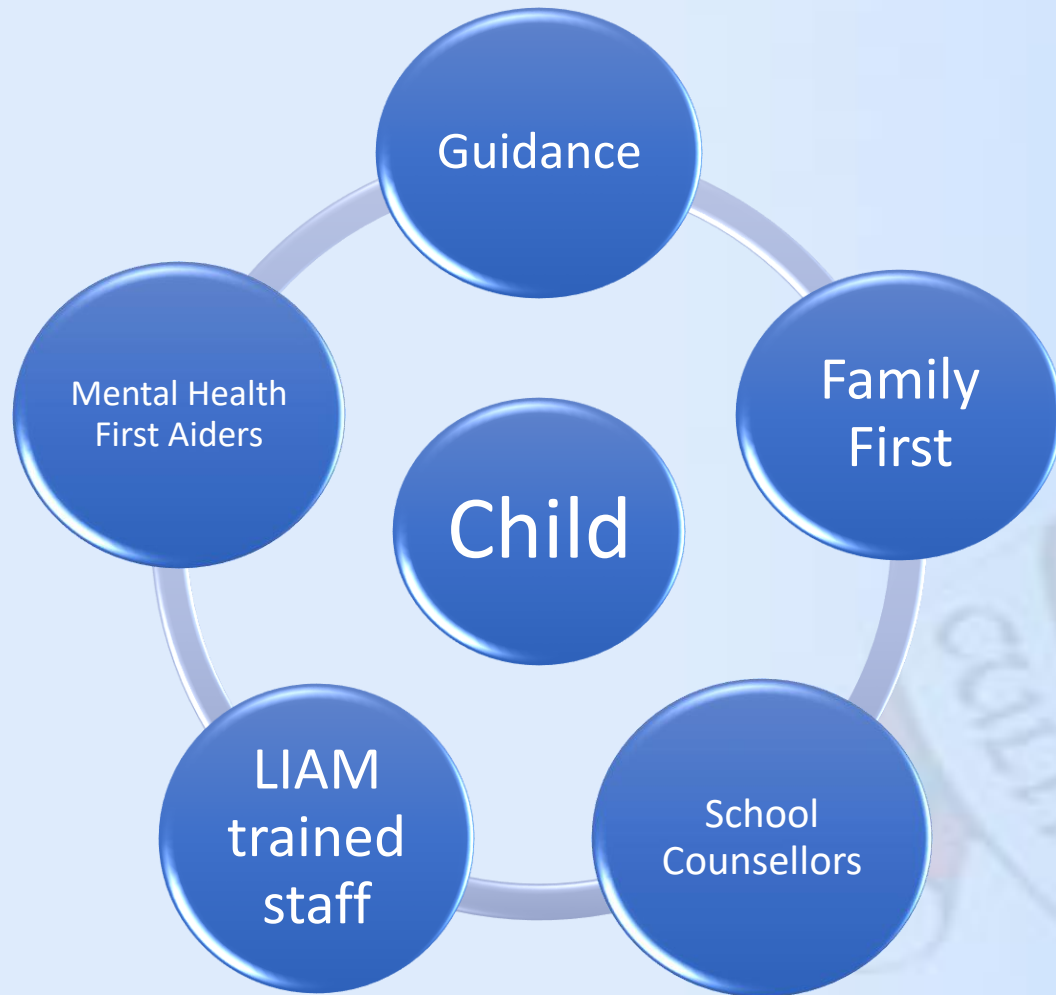 Guidance
Family
First
Mental Health
First Aiders
Child
LIAM
trained
staff
School
Counsellors